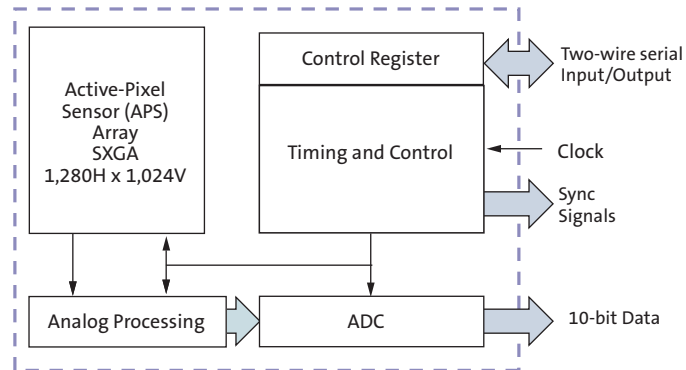 Active-Pixel
Sensor (APS)
Array
SXGA
1,280H x 1,024V
Control Register
Timing and Control
Two-wire serial
Input/Output
Clock
Sync
Signals
Analog Processing
ADC
10-bit Data